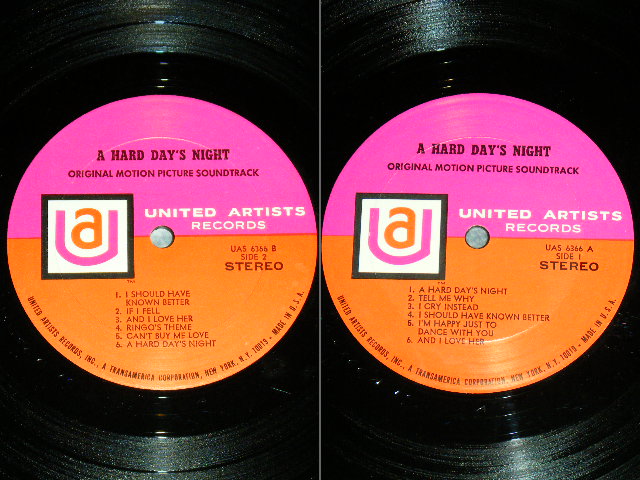 A HARD DAY'S NIGHT
ORIGINAL MOTION PICTURE SOUNDTRACK
ua
UNITED ARTISTS
RECORDS
TM
UAS 6366 B
SIDE 2
STEREO
1. I SHOULD HAVE
KNOWN BETTER
2. IF I FELL
3. AND I LOVE HER
4. RINGO'S THEME
5. CAN'T BUY ME LOVE
6. A HARD DAY'S NIGHT
UNITED ARTISTS RECORDS, INC., A TRANSAMERICA CORPORATION, NEW YORK, N.Y. 10019 - MADE IN U.S.A.
A HARD DAY'S NIGHT
ORIGINAL MOTION PICTURE SOUNDTRACK
ua
UNITED ARTISTS
RECORDS
TM
UAS 6366 A
SIDE 1
STEREO
1. A HARD DAY'S NIGHT
2. TELL ME WHY
3. I CRY INSTEAD
4. I SHOULD HAVE KNOWN BETTER
5. I'M HAPPY JUST TO
DANCE WITH YOU
6. AND I LOVE HER
UNITED ARTISTS RECORDS, INC., A TRANSAMERICA CORPORATION, NEW YORK, N.Y. 10019 - MADE IN U.S.A.